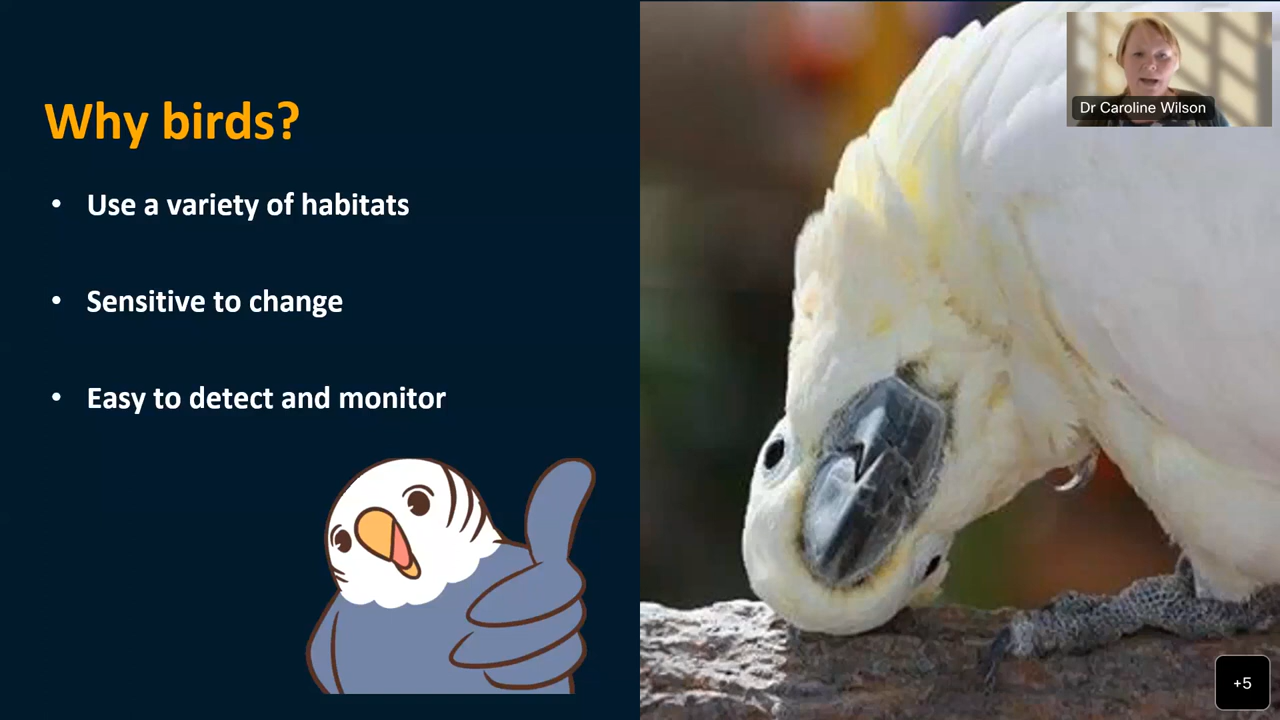 Why birds?
• Use a variety of habitats
• Sensitive to change
• Easy to detect and monitor
Dr Caroline Wilson
+5